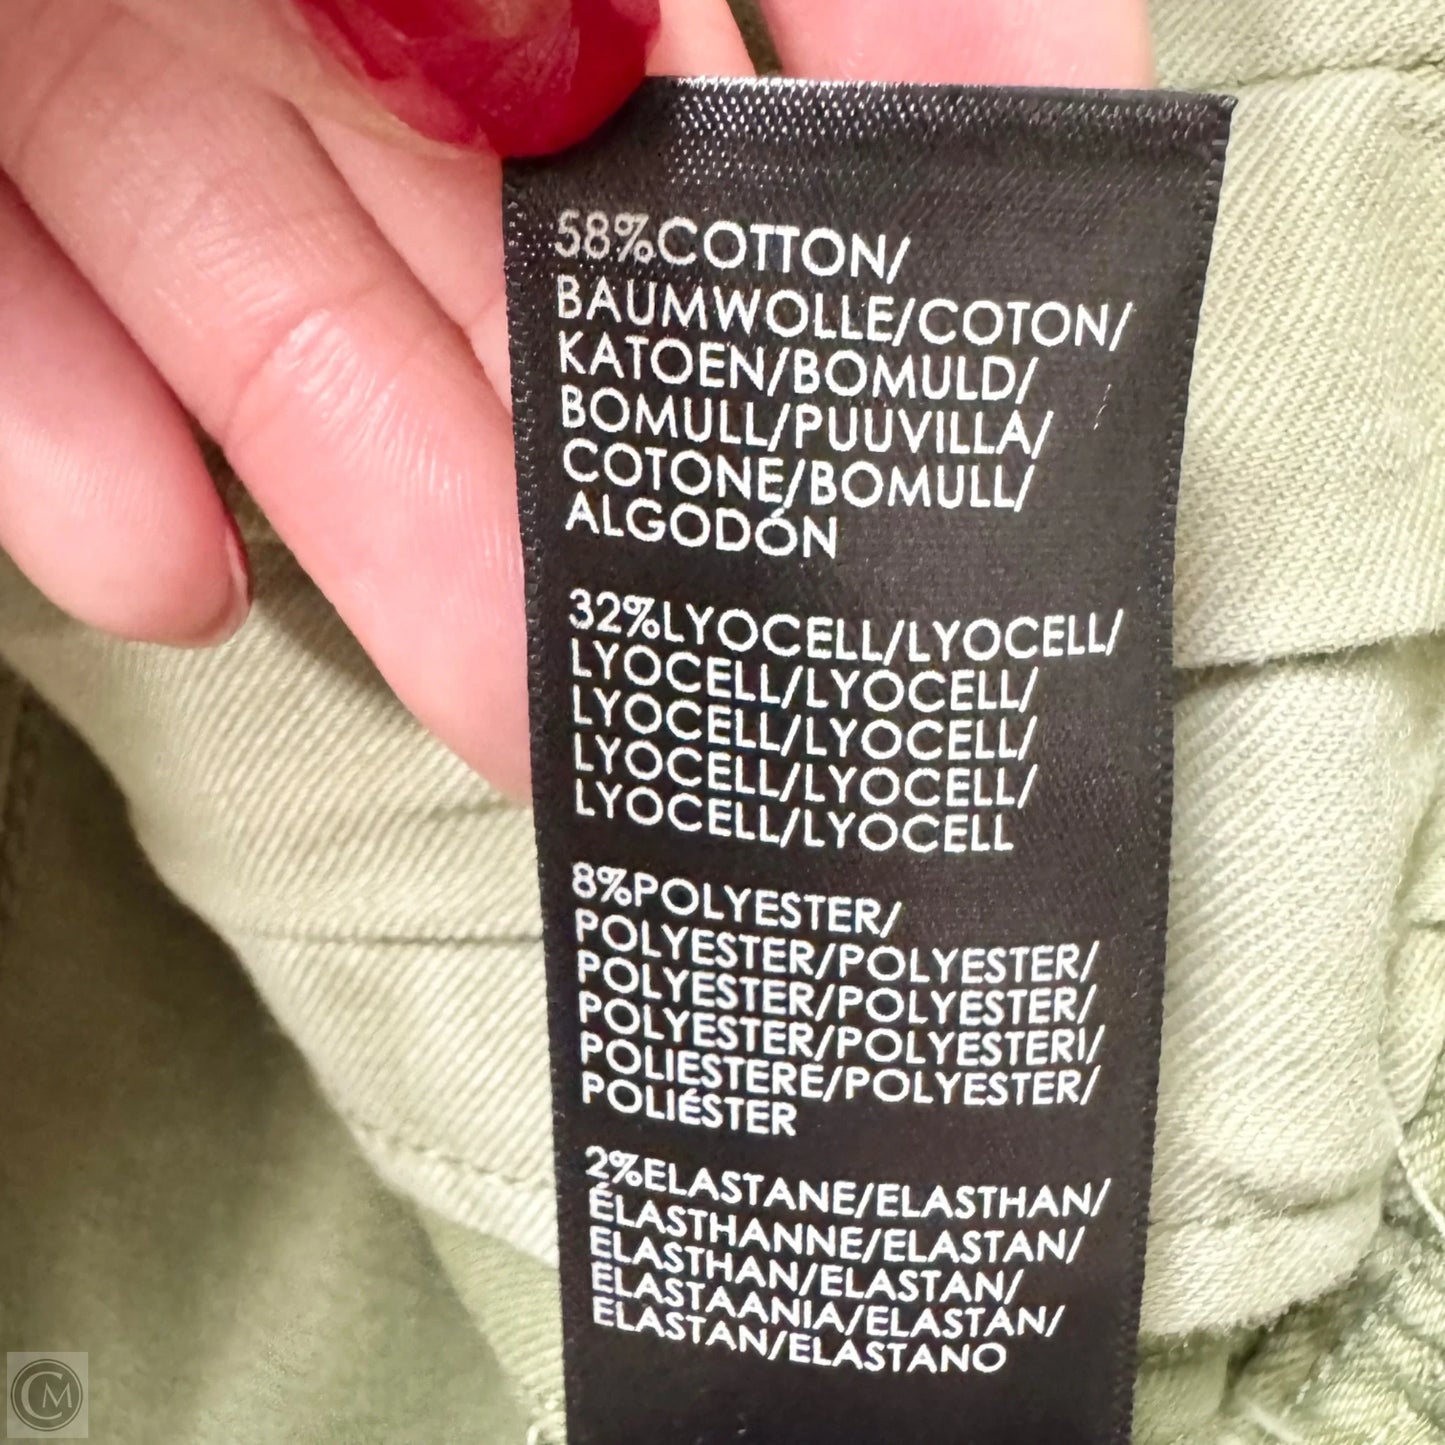 58%COTTON/
BAUMWOLLE/COTON/
KATOEN/BOMULD/
BOMULL/PUUVILLA/
COTONE/BOMULL/
ALGODÓN
32%LYOCELL/LYOCELL/
LYOCELL/LYOCELL/
LYOCELL/LYOCELL/
LYOCELL/LYOCELL/
LYOCELL/LYOCELL
8%POLYESTER/
POLYESTER/POLYESTER/
POLYESTER/POLYESTER/
POLYESTER/POLYESTERI/
POLIESTERE/POLYESTER/
POLIÉSTER
2%ELASTANE/ELASTHAN/
ÉLASTHANNE/ELASTAN/
ELASTHAN/ELASTAN/
ELASTAANIA/ELASTAN/
ELASTAN/ELASTANO
CM